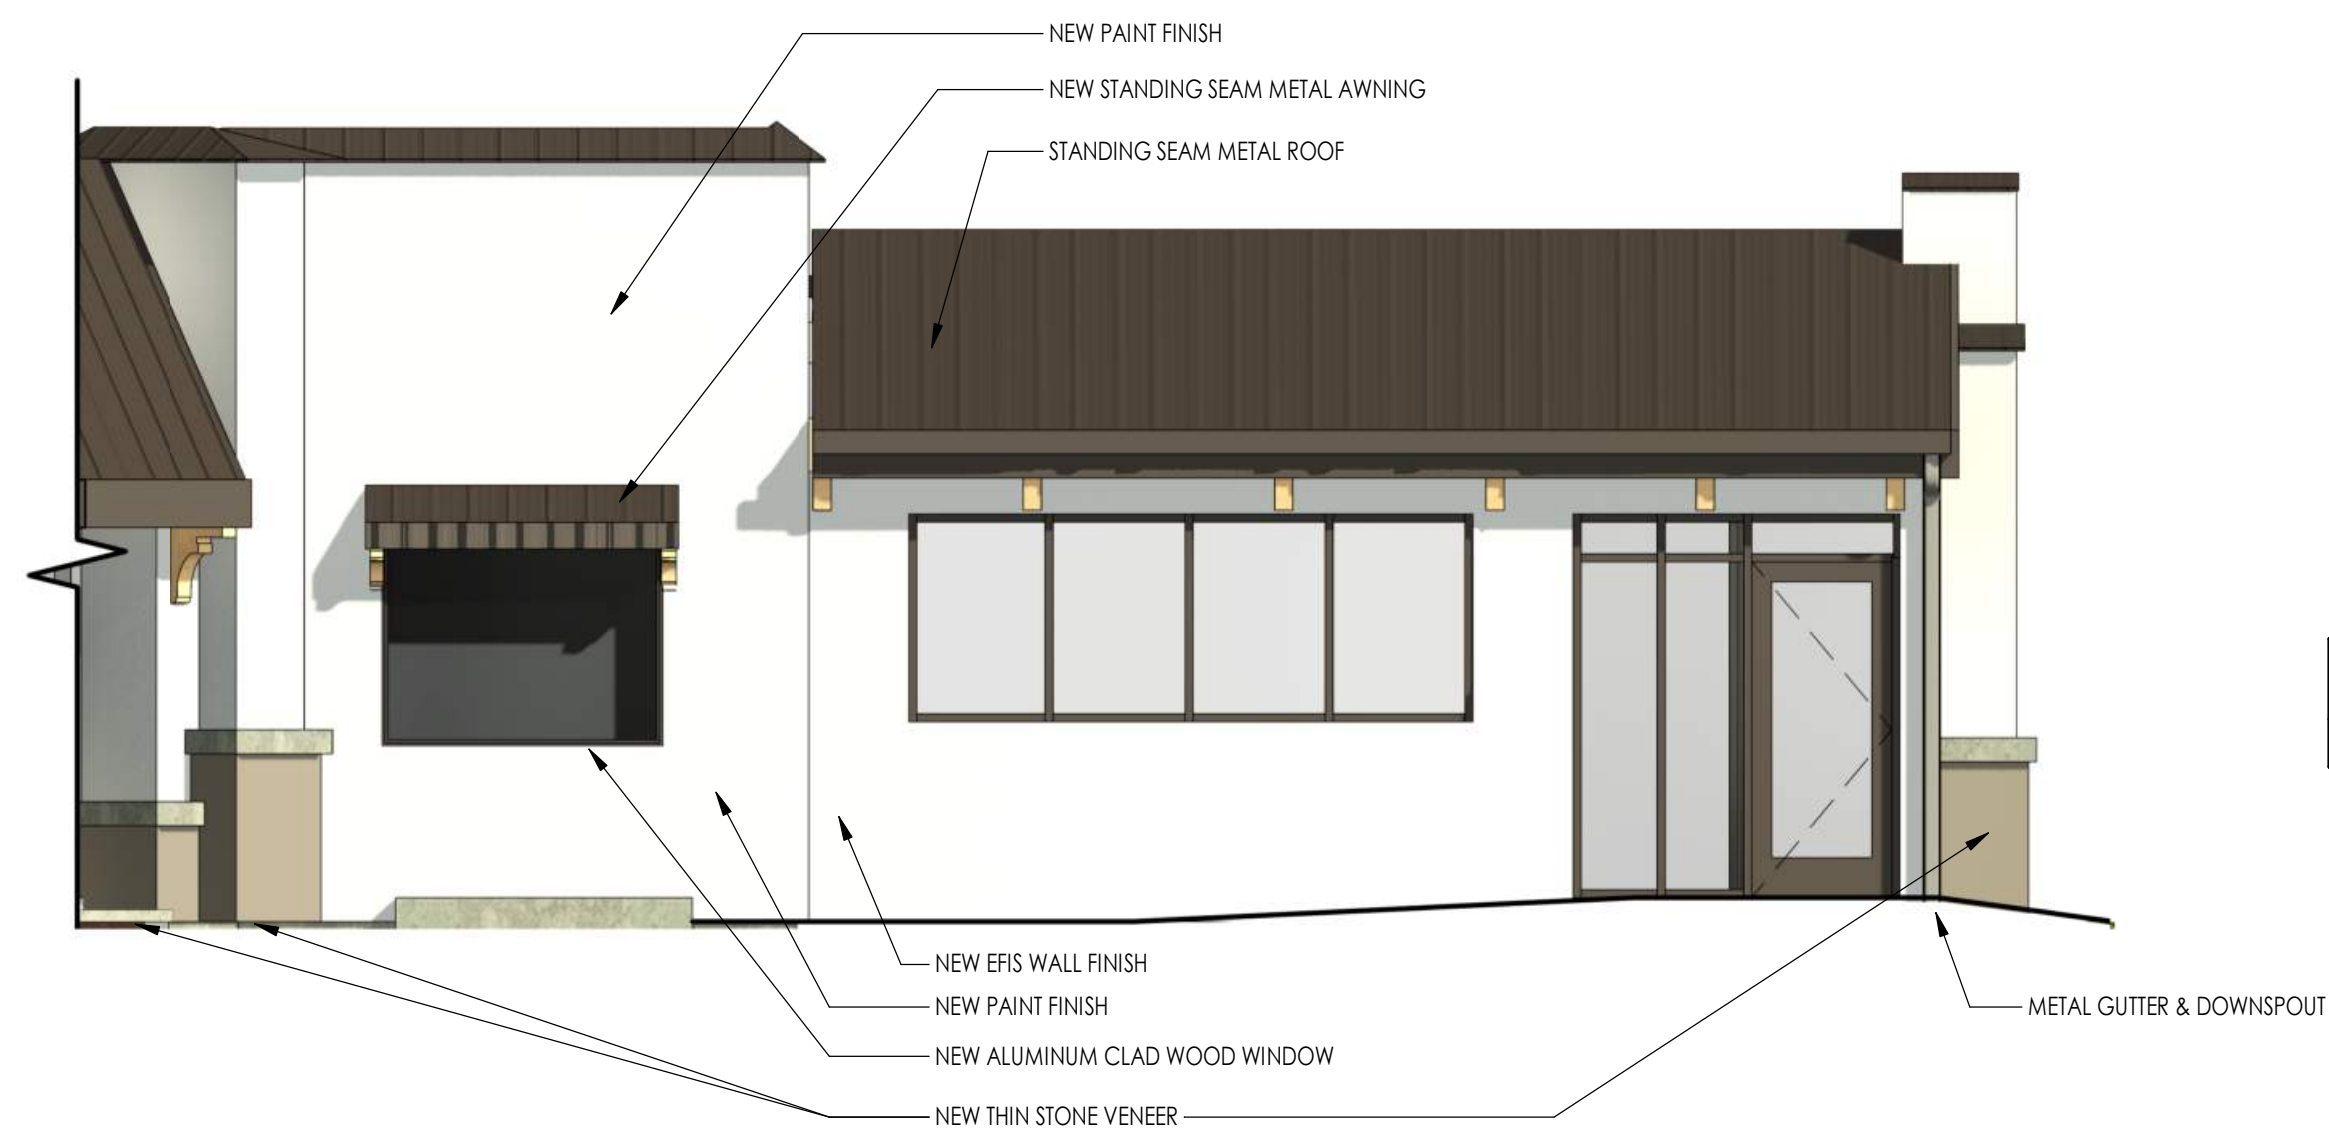 NEW PAINT FINISH
NEW STANDING SEAM METAL AWNING
STANDING SEAM METAL ROOF
NEW EFIS WALL FINISH
NEW PAINT FINISH
METAL GUTTER & DOWNSPOUT
NEW ALUMINUM CLAD WOOD WINDOW
NEW THIN STONE VENEER